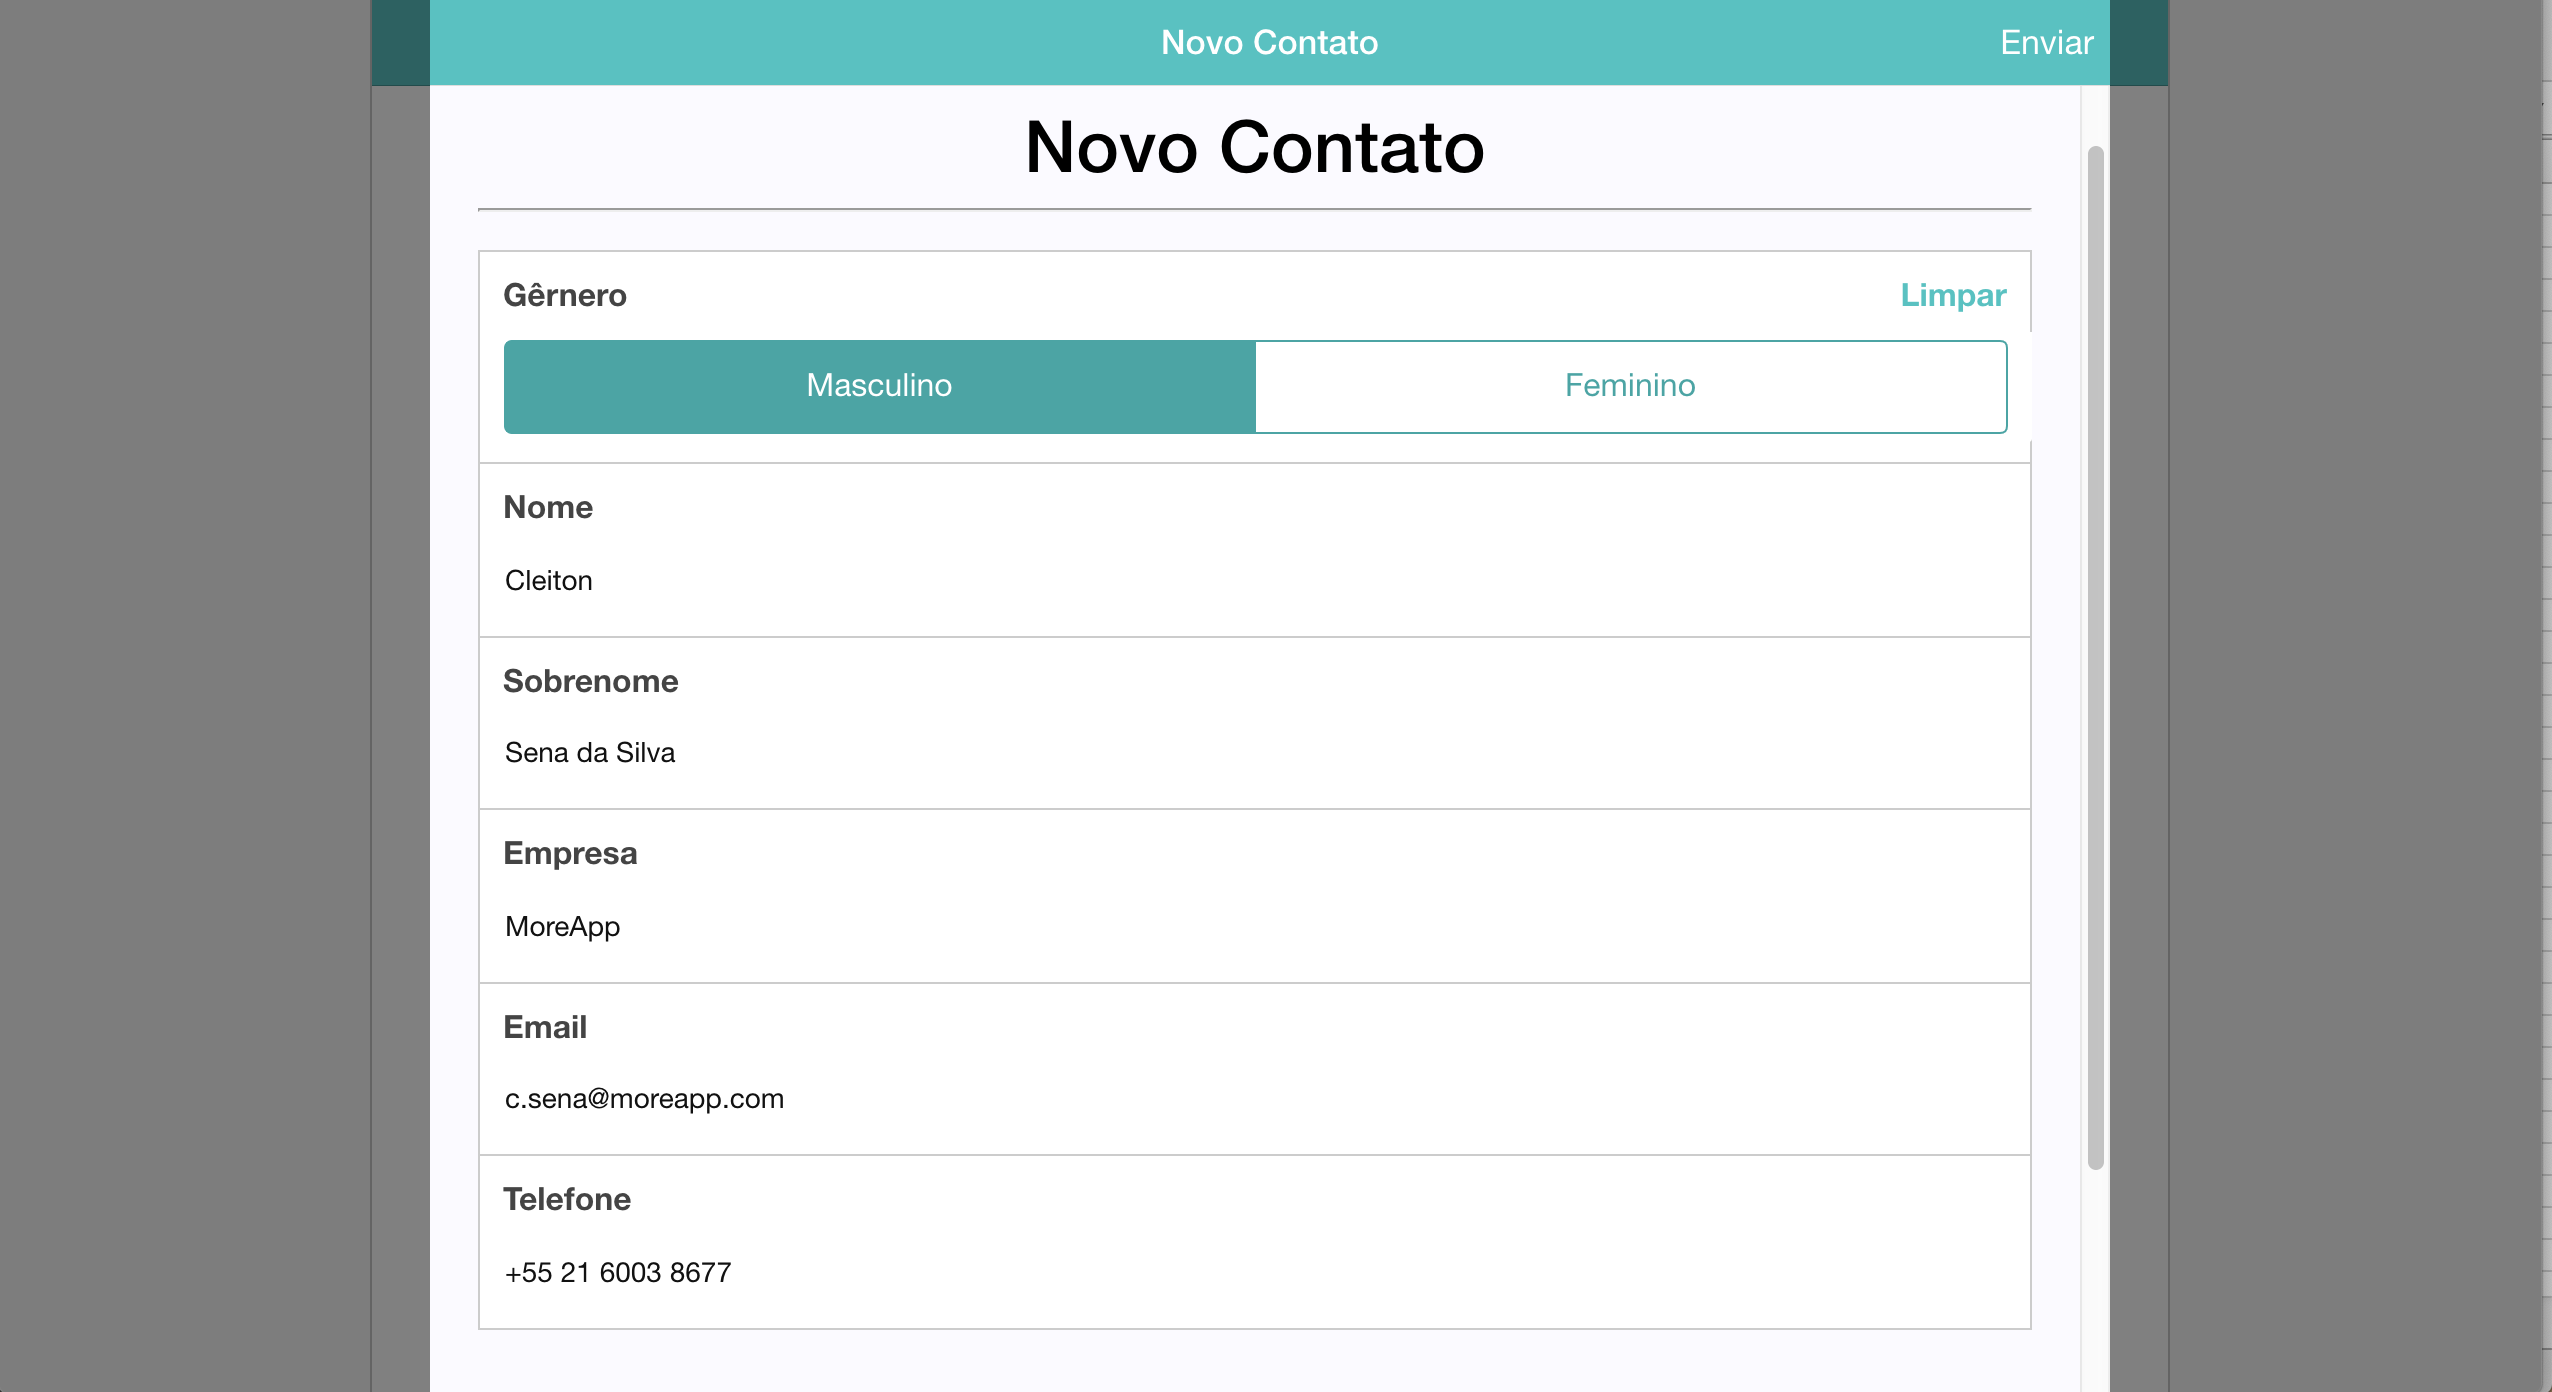 Novo Contato
Enviar
Novo Contato
Gêrnero
Limpar
Masculino
Feminino
Nome
Cleiton
Sobrenome
Sena da Silva
Empresa
MoreApp
Email
c.sena@moreapp.com
Telefone
+55 21 6003 8677